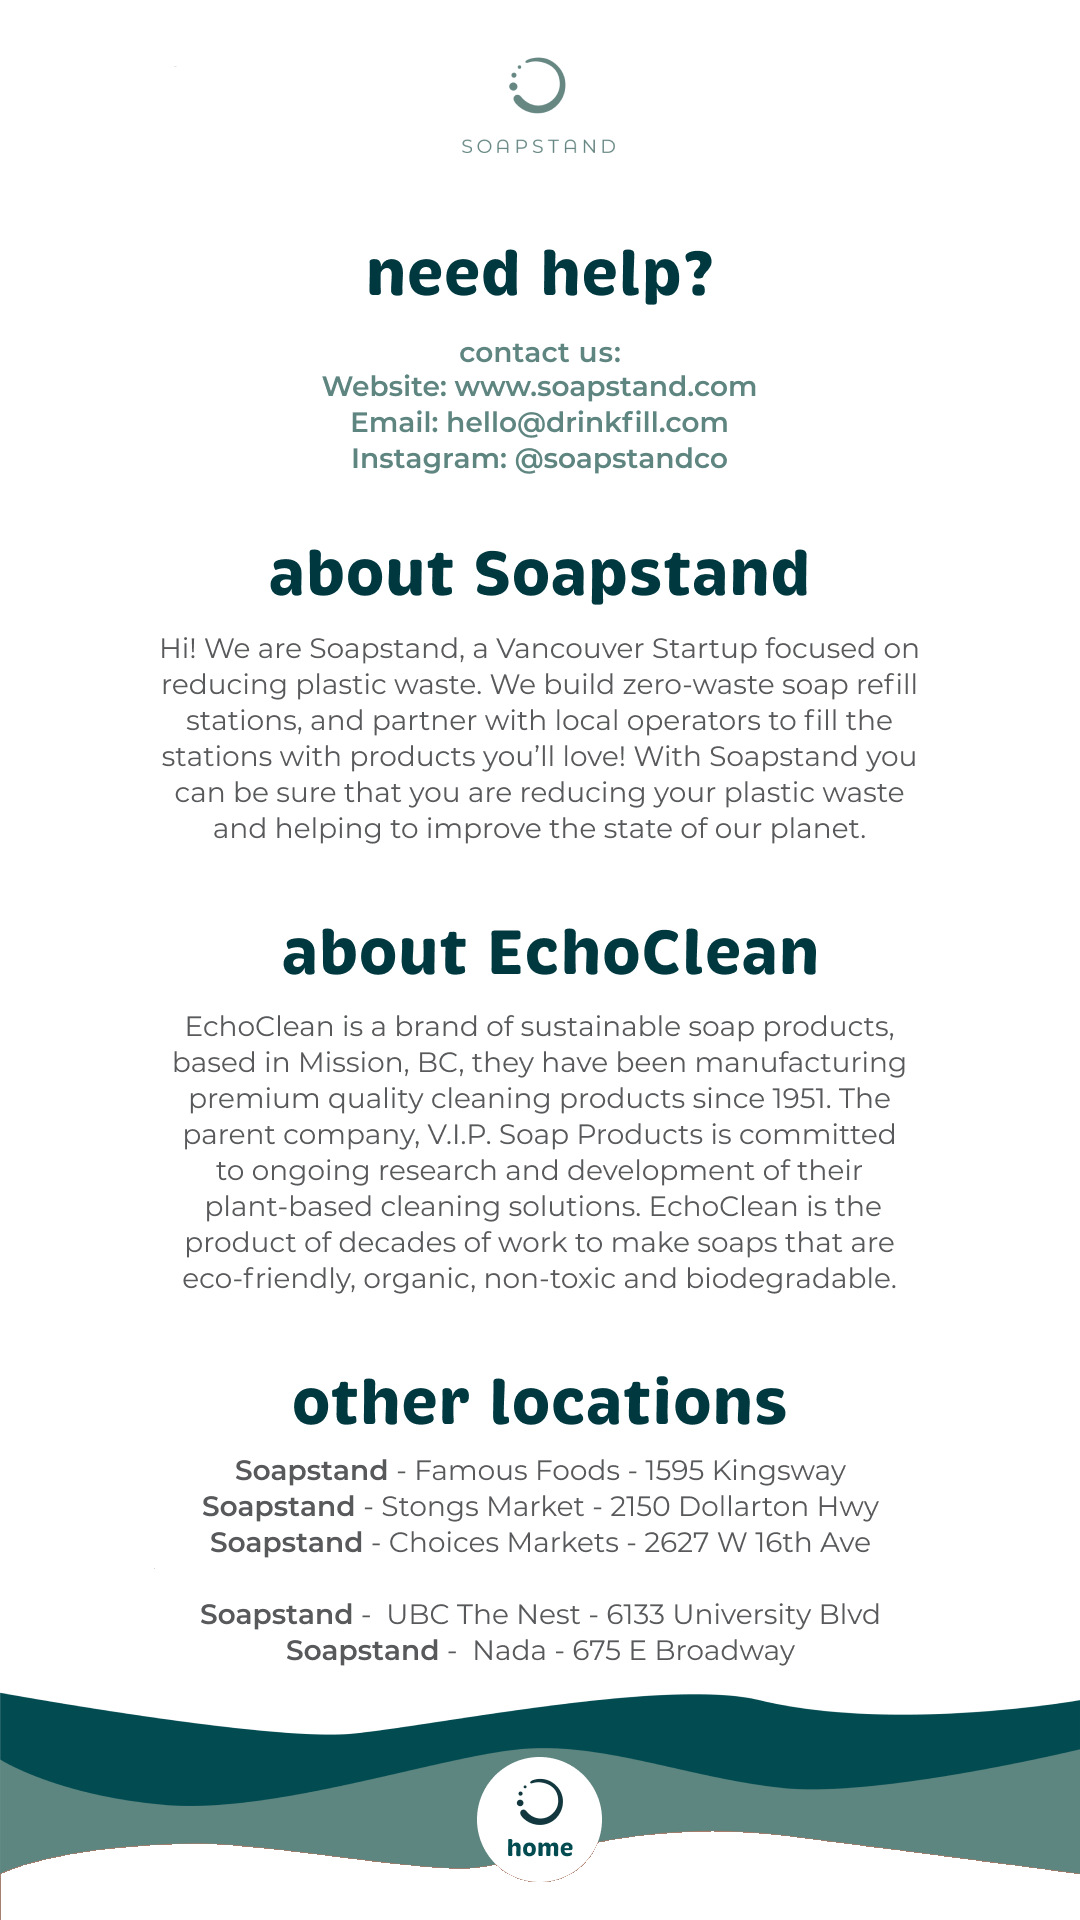 SOAPSTAND
need help?
contact us:
Website: www.soapstand.com
Email: hello@drinkfill.com
Instagram: @soapstandco
about Soapstand
Hi! We are Soapstand, a Vancouver Startup focused on
reducing plastic waste. We build zero-waste soap refill
stations, and partner with local operators to fill the
stations with products you’ll love! With Soapstand you
can be sure that you are reducing your plastic waste
and helping to improve the state of our planet.
about EchoClean
EchoClean is a brand of sustainable soap products,
based in Mission, BC, they have been manufacturing
premium quality cleaning products since 1951. The
parent company, V.I.P. Soap Products is committed
to ongoing research and development of their
plant-based cleaning solutions. EchoClean is the
product of decades of work to make soaps that are
eco-friendly, organic, non-toxic and biodegradable.
other locations
Soapstand - Famous Foods - 1595 Kingsway
Soapstand - Stongs Market - 2150 Dollarton Hwy
Soapstand - Choices Markets - 2627 W 16th Ave
Soapstand -  UBC The Nest - 6133 University Blvd
Soapstand -  Nada - 675 E Broadway
home